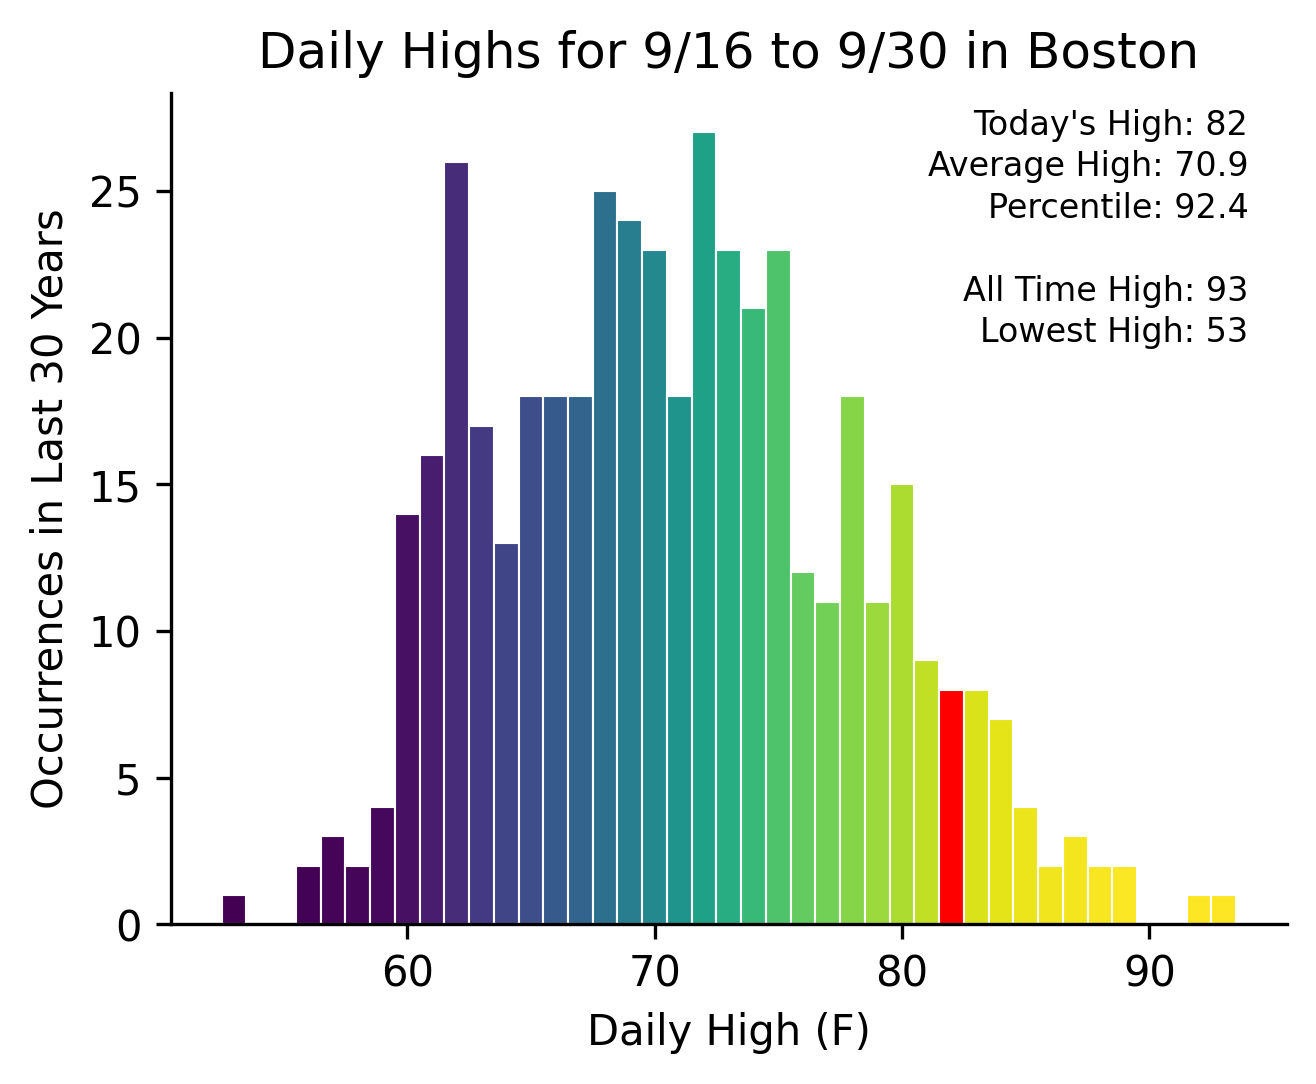 Daily Highs for 9/16 to 9/30 in Boston
Today's High: 82
Average High: 70.9
Percentile: 92.4
All Time High: 93
Lowest High: 53
Occurrences in Last 30 Years
25
20
15
10
5
0
60 70 80 90
Daily High (F)